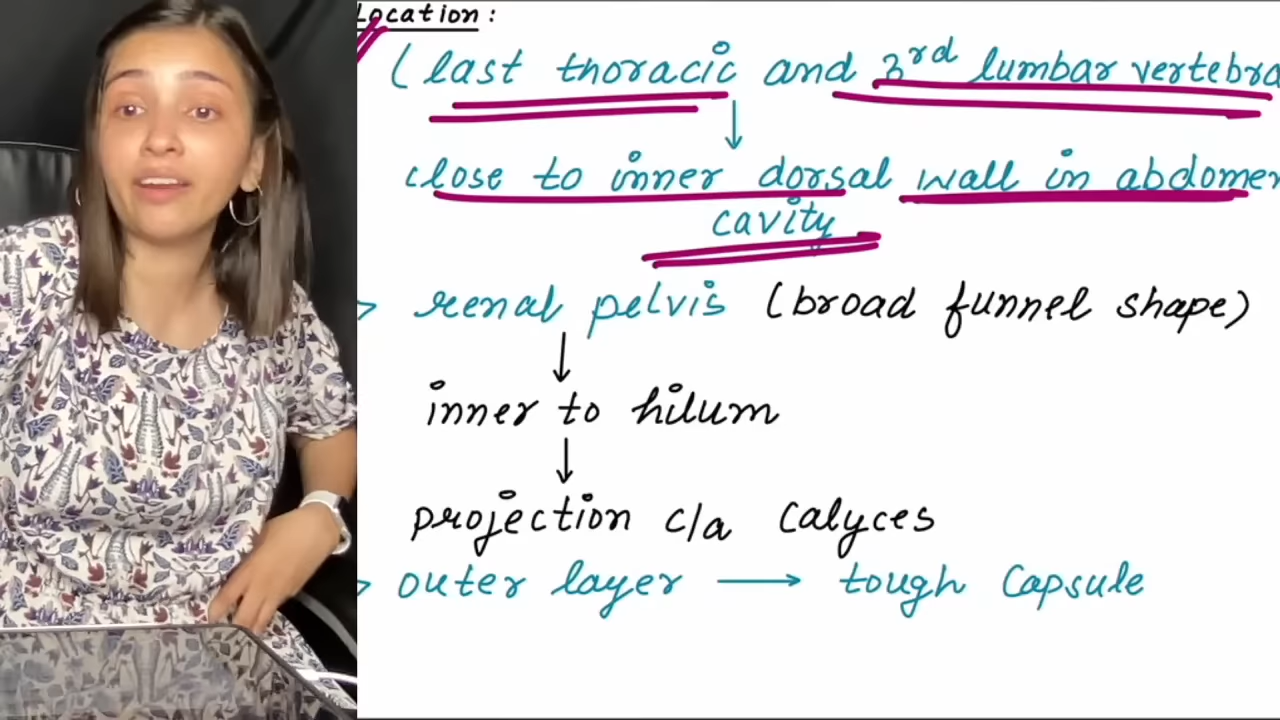 Location :
( last thoracic and 3rd lumbar vertebra
↓
close to inner dorsal wall in abdomen
cavity
> renal pelvis (broad funnel shape)
↓
inner to hilum
↓
projection c/a calyces
> outer layer → tough capsule